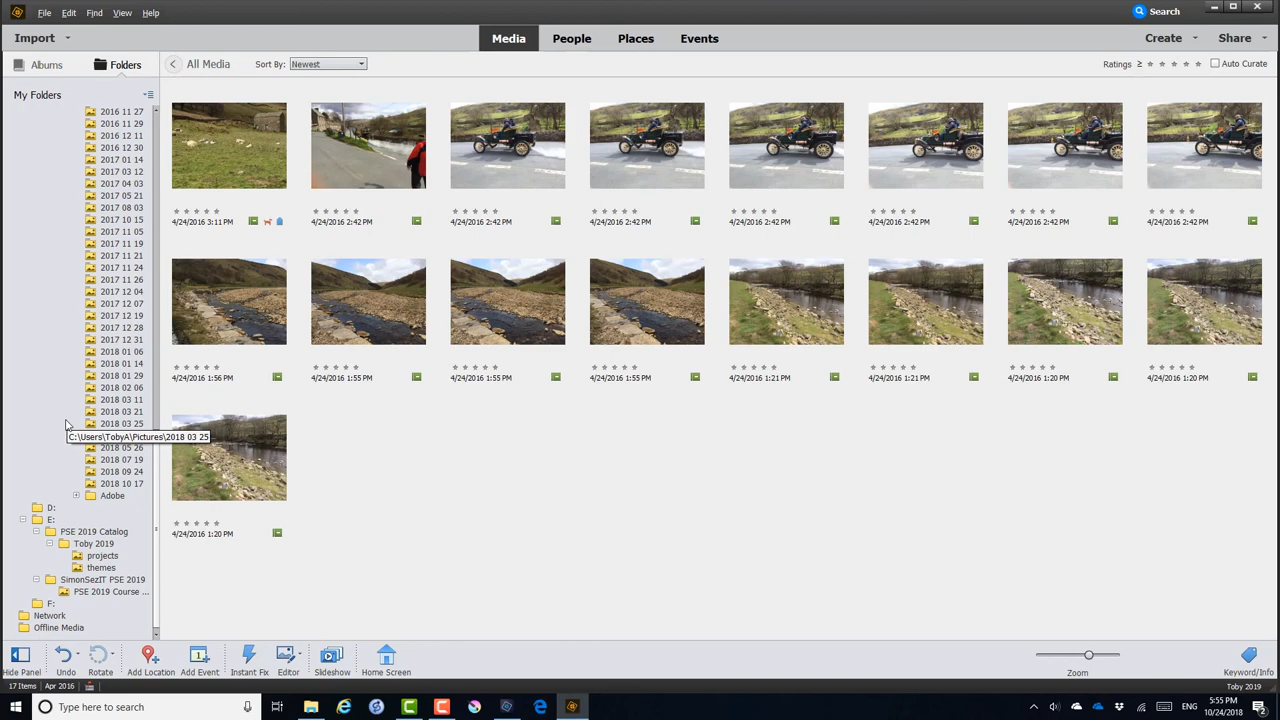 File Edit Find View Help Search
Import Media People Places Events Create Share
Albums Folders All Media Sort By: Newest Ratings ≥ Auto Curate
My Folders
2016 11 27
2016 11 29
2016 12 11
2016 12 30
2017 01 14
2017 03 12
2017 04 03
2017 05 21
2017 08 03
2017 10 15
2017 11 05
2017 11 19
2017 11 21
2017 11 24
2017 11 26
2017 12 04
2017 12 07
2017 12 19
2017 12 28
2017 12 31
2018 01 06
2018 01 14
2018 01 29
2018 02 06
2018 03 11
2018 03 21
2018 03 25
C:\Users\TobyA\Pictures\2018 03 25
2018 05 26
2018 07 19
2018 09 24
2018 10 17
Adobe
D:
E:
PSE 2019 Catalog
Toby 2019
projects
themes
SimonSezIT PSE 2019
PSE 2019 Course ...
F:
Network
Offline Media
4/24/2016 3:11 PM 4/24/2016 2:42 PM 4/24/2016 2:42 PM 4/24/2016 2:42 PM 4/24/2016 2:42 PM 4/24/2016 2:42 PM 4/24/2016 2:42 PM 4/24/2016 2:42 PM
4/24/2016 1:56 PM 4/24/2016 1:55 PM 4/24/2016 1:55 PM 4/24/2016 1:55 PM 4/24/2016 1:21 PM 4/24/2016 1:21 PM 4/24/2016 1:20 PM 4/24/2016 1:20 PM
4/24/2016 1:20 PM
Hide Panel Undo Rotate Add Location Add Event Instant Fix Editor Slideshow Home Screen Zoom Keyword/Info
17 Items Apr 2016 Toby 2019
Type here to search ENG 5:55 PM
10/24/2018 2